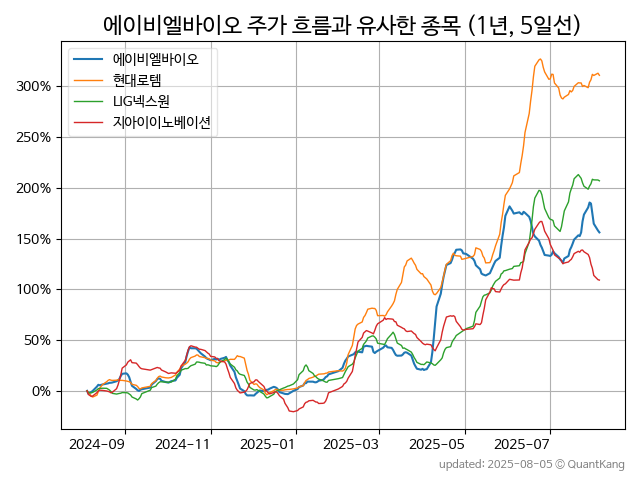 에이비엘바이오 주가 흐름과 유사한 종목 (1년, 5일선)
에이비엘바이오
현대로템
LIG넥스원
지아이이노베이션
300%
250%
200%
150%
100%
50%
0%
2024-09 2024-11 2025-01 2025-03 2025-05 2025-07
updated: 2025-08-05 © QuantKang